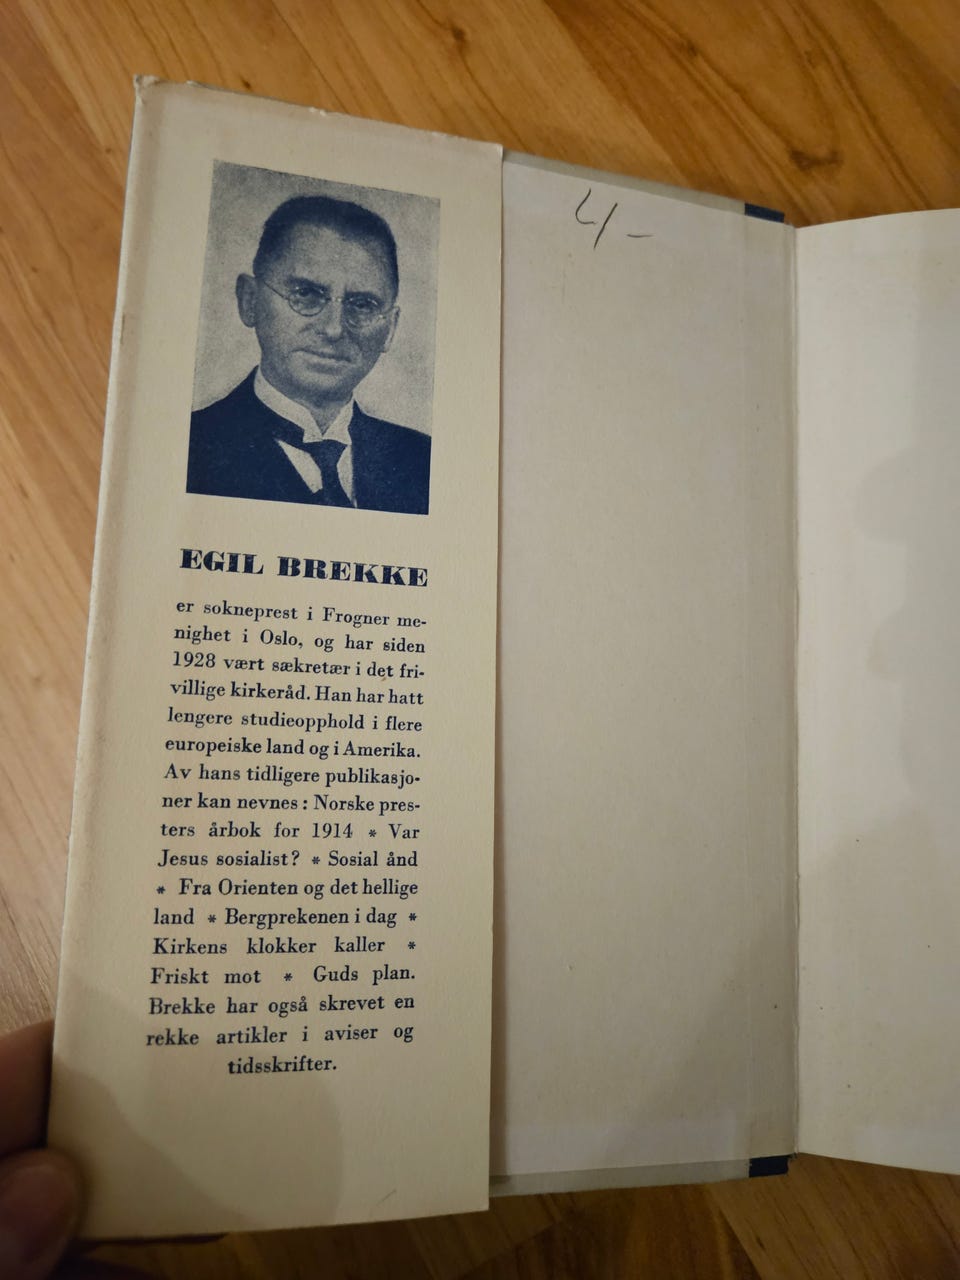 4/-
EGIL BREKKE
er sokneprest i Frogner me-
nighet i Oslo, og har siden
1928 vært sækretær i det fri-
villige kirkeråd. Han har hatt
lengere studieopphold i flere
europeiske land og i Amerika.
Av hans tidligere publikasjo-
ner kan nevnes : Norske pres-
ters årbok for 1914 * Var
Jesus sosialist? * Sosial ånd
* Fra Orienten og det hellige
land * Bergprekenen i dag *
Kirkens klokker kaller *
Friskt mot * Guds plan.
Brekke har også skrevet en
rekke artikler i aviser og
tidsskrifter.